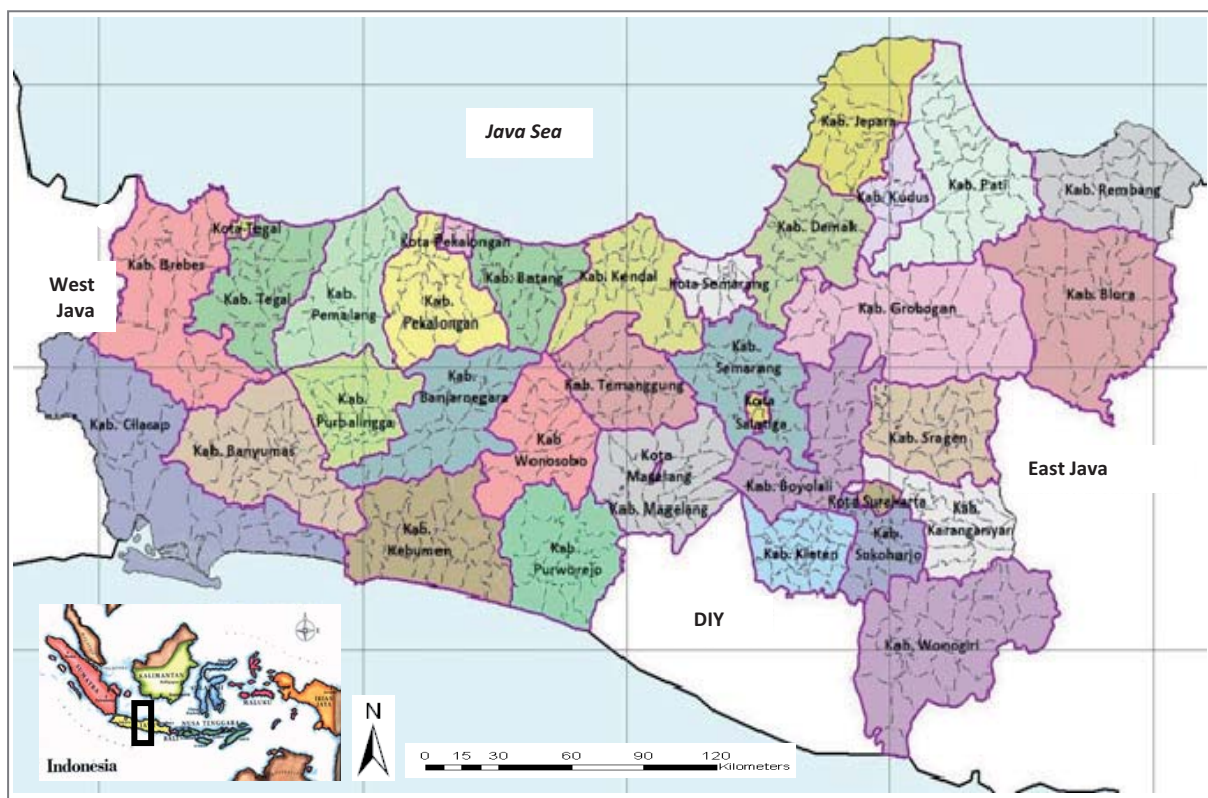 Java Sea
Kab. Jepara
Kab. Kudus
Kab. Pati
Kab. Rembang
Kab. Demak
Kota Tegal
Kota Pekalongan
Kab. Brebes
West
Java
Kab. Tegal
Kab.
Pemalang
Kab.
Pekalongan
Kab. Batang
Kab. Kendal
Kota Semarang
Kab. Grobogan
Kab. Blora
Kab.
Semarang
Kab. Temanggung
Kab.
Banjarnegara
Kab.
Purbalingga
Kota
Salatiga
Kab. Cilacap
Kab. Banyumas
Kab
Wonosobo
Kota
Magelang
Kab. Magelang
Kab. Sragen
East Java
Kab. Boyolali
Kota Surakarta
Kab.
Karanganyar
Kab.
Kebumen
Kab
Purworejo
Kab. Klaten
Kab.
Sukoharjo
DIY
Kab. Wonogiri
SUMATRA
KALIMANTAN
MALUKU
IRIAN
JAYA
NUSA TENGGARA
BALI
Indonesia
N
0 15 30 60 90 120
Kilometers